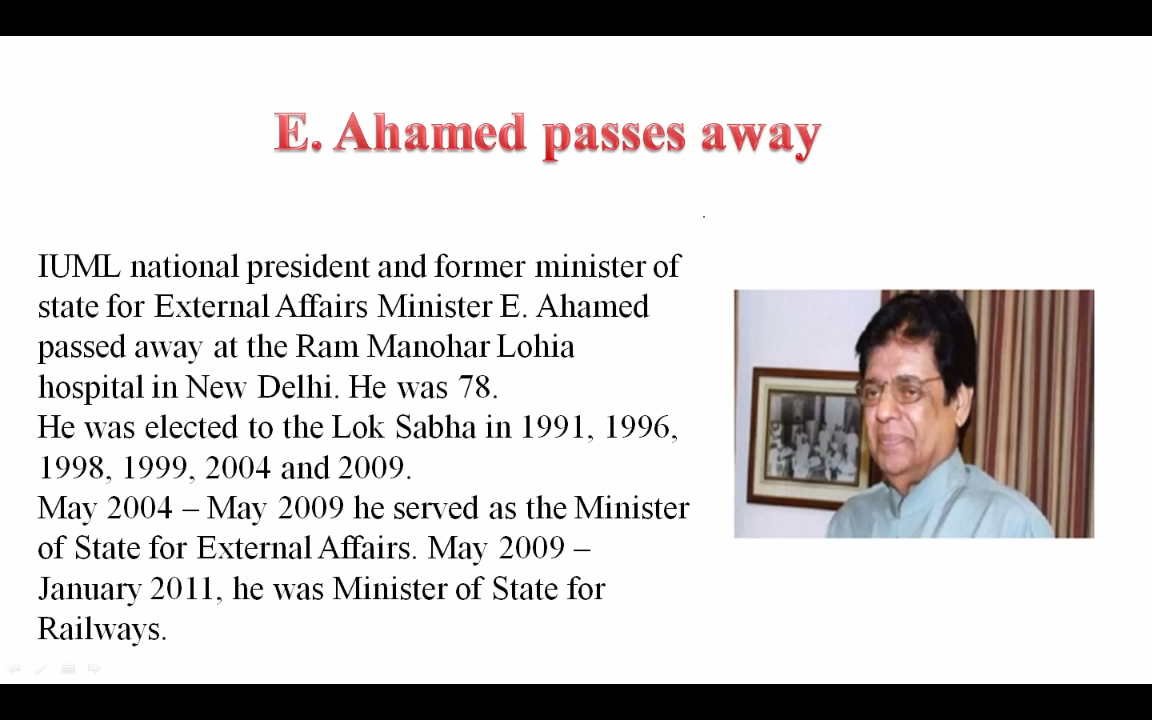 E. Ahamed passes away
IUML national president and former minister of
state for External Affairs Minister E. Ahamed
passed away at the Ram Manohar Lohia
hospital in New Delhi. He was 78.
He was elected to the Lok Sabha in 1991, 1996,
1998, 1999, 2004 and 2009.
May 2004 – May 2009 he served as the Minister
of State for External Affairs. May 2009 –
January 2011, he was Minister of State for
Railways.